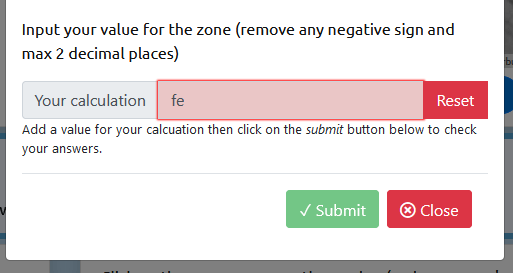 Input your value for the zone (remove any negative sign and
max 2 decimal places)
Your calculation fe Reset
Add a value for your calcuation then click on the submit button below to check
your answers.
✓ Submit ⊗ Close